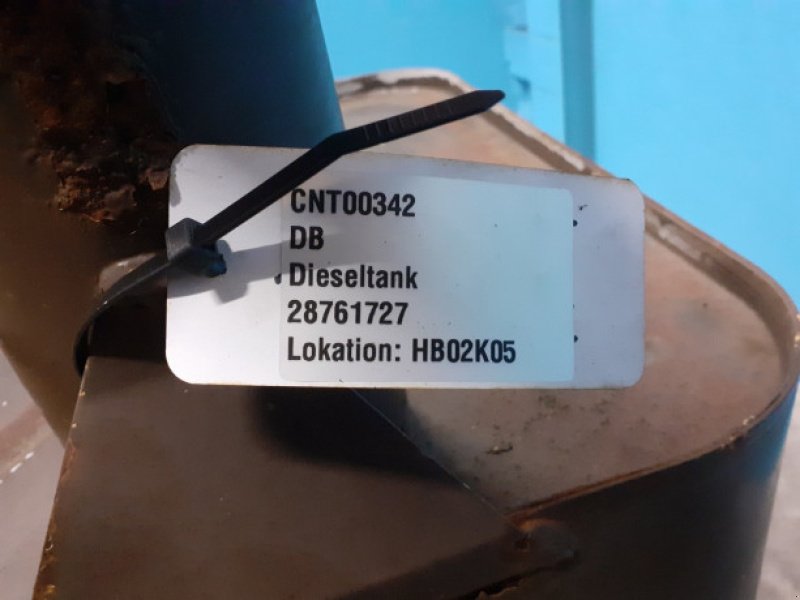 CNT00342
DB
Dieseltank
28761727
Lokation: HB02K05